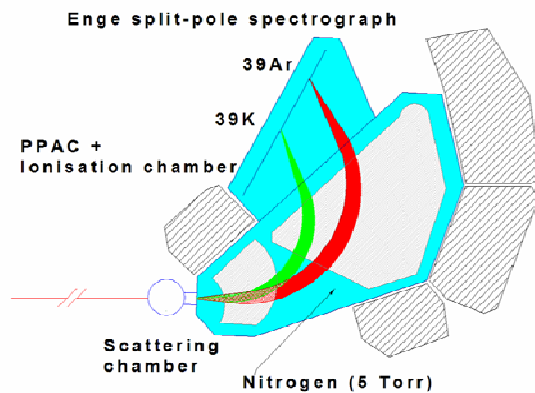 Enge split-pole spectrograph
39Ar
39K
PPAC +
Ionisation chamber
Scattering
chamber
Nitrogen (5 Torr)